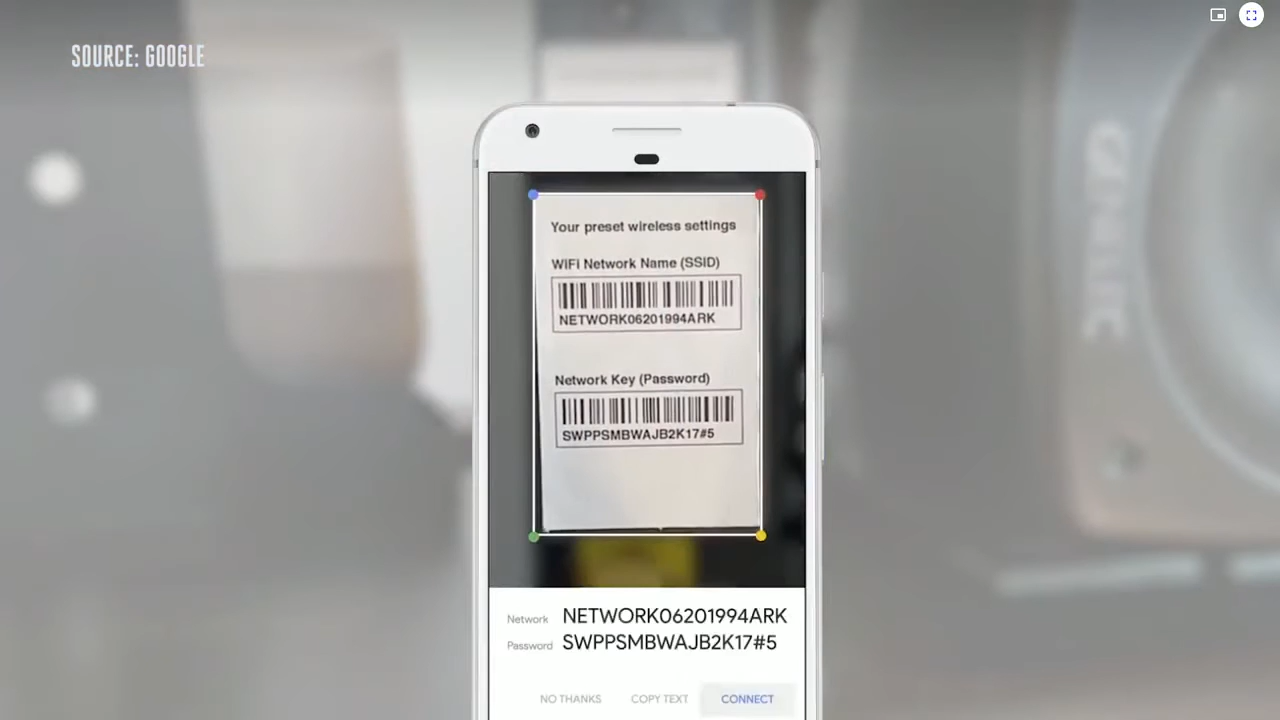 SOURCE: GOOGLE
Your preset wireless settings
WiFi Network Name (SSID)
NETWORK06201994ARK
Network Key (Password)
SWPPSMBWAJB2K17#5
Network NETWORK06201994ARK
Password SWPPSMBWAJB2K17#5
NO THANKS COPY TEXT CONNECT